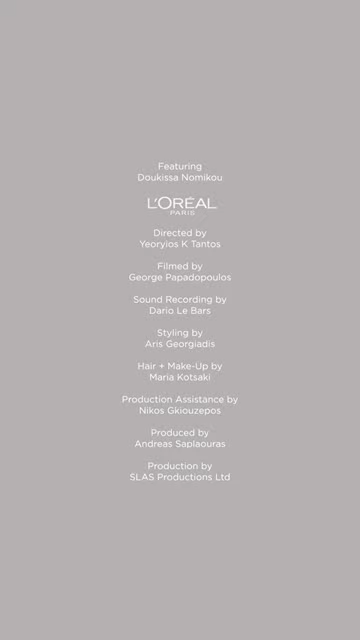 Featuring
Doukissa Nomikou
L'ORÉAL
PARIS
Directed by
Yeoryios K Tantos
Filmed by
George Papadopoulos
Sound Recording by
Dario Le Bars
Styling by
Aris Georgiadis
Hair + Make-Up by
Maria Kotsaki
Production Assistance by
Nikos Gkiouzepos
Produced by
Andreas Saplaouras
Production by
SLAS Productions Ltd